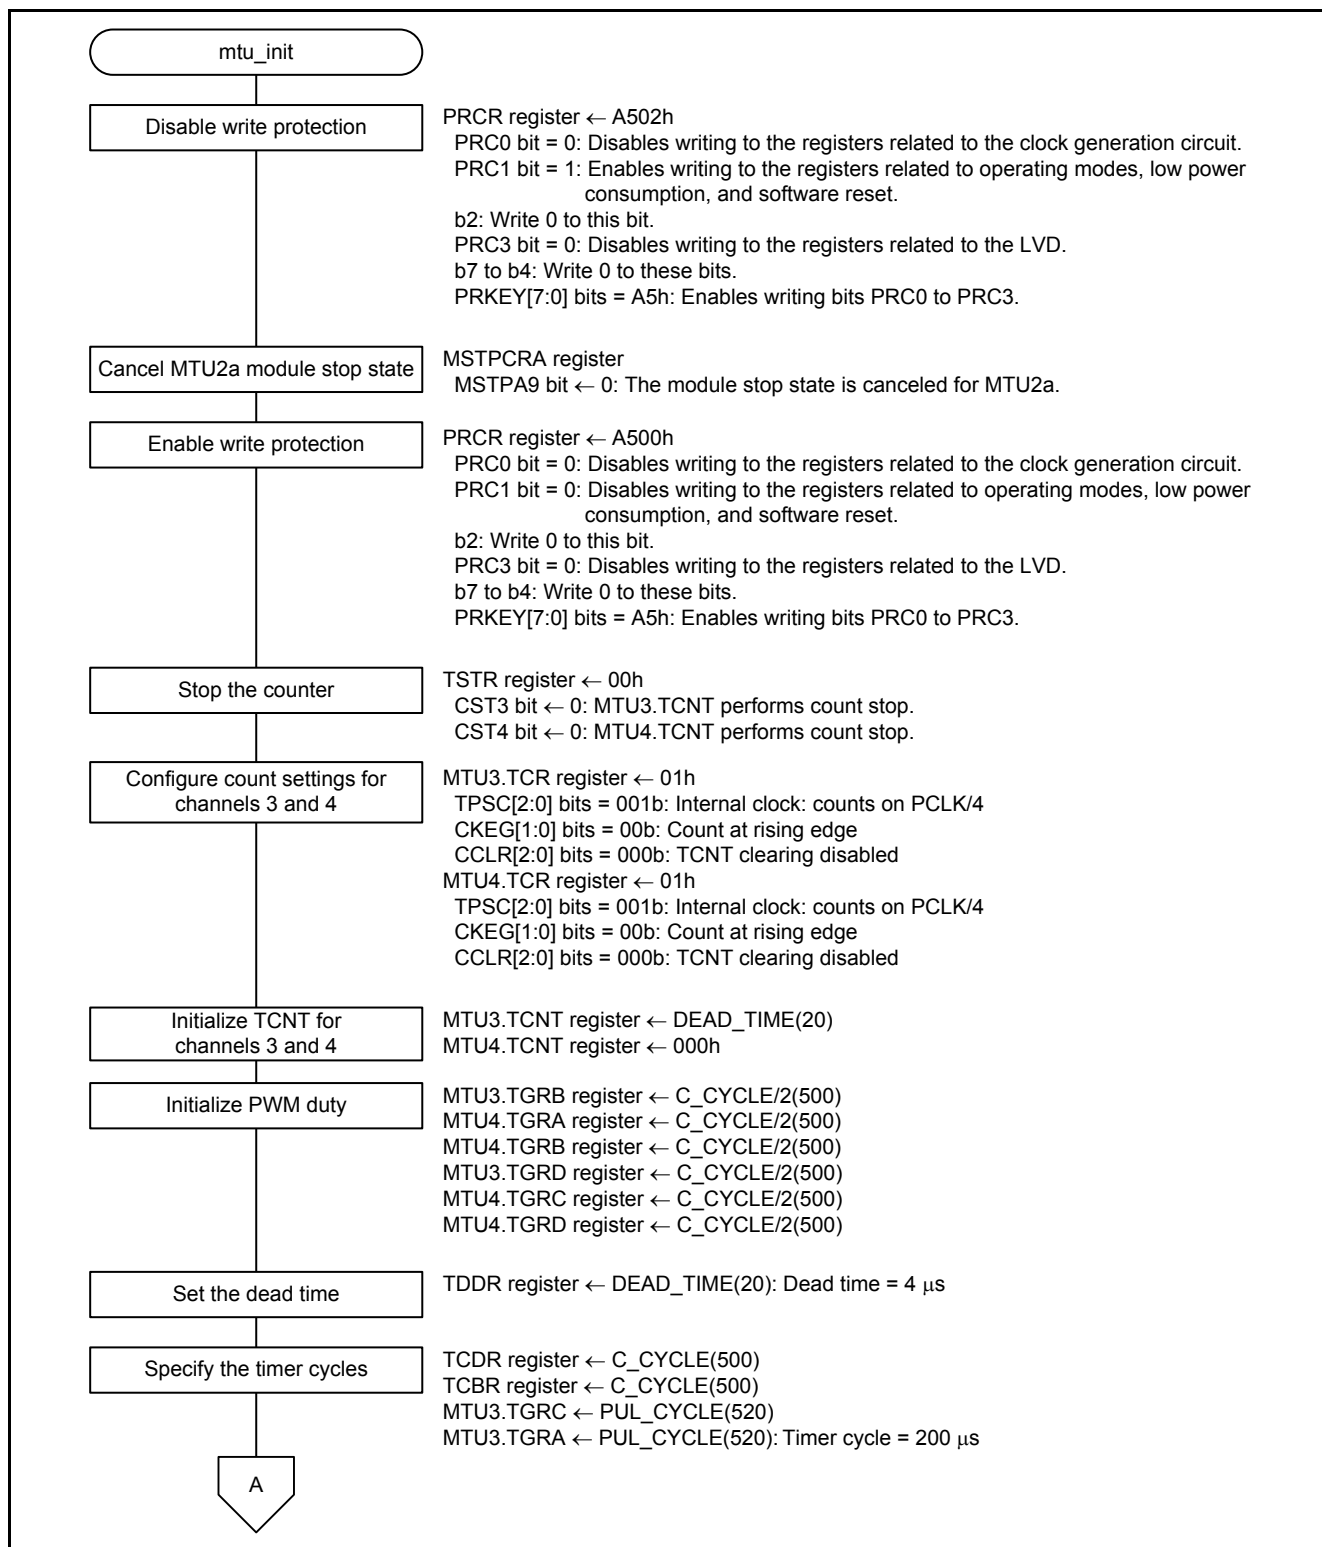 mtu_init
Disable write protection
PRCR register ← A502h
PRC0 bit = 0: Disables writing to the registers related to the clock generation circuit.
PRC1 bit = 1: Enables writing to the registers related to operating modes, low power
consumption, and software reset.
b2: Write 0 to this bit.
PRC3 bit = 0: Disables writing to the registers related to the LVD.
b7 to b4: Write 0 to these bits.
PRKEY[7:0] bits = A5h: Enables writing bits PRC0 to PRC3.
Cancel MTU2a module stop state
MSTPCRA register
MSTPA9 bit ← 0: The module stop state is canceled for MTU2a.
Enable write protection
PRCR register ← A500h
PRC0 bit = 0: Disables writing to the registers related to the clock generation circuit.
PRC1 bit = 0: Disables writing to the registers related to operating modes, low power
consumption, and software reset.
b2: Write 0 to this bit.
PRC3 bit = 0: Disables writing to the registers related to the LVD.
b7 to b4: Write 0 to these bits.
PRKEY[7:0] bits = A5h: Enables writing bits PRC0 to PRC3.
Stop the counter
TSTR register ← 00h
CST3 bit ← 0: MTU3.TCNT performs count stop.
CST4 bit ← 0: MTU4.TCNT performs count stop.
Configure count settings for
channels 3 and 4
MTU3.TCR register ← 01h
TPSC[2:0] bits = 001b: Internal clock: counts on PCLK/4
CKEG[1:0] bits = 00b: Count at rising edge
CCLR[2:0] bits = 000b: TCNT clearing disabled
MTU4.TCR register ← 01h
TPSC[2:0] bits = 001b: Internal clock: counts on PCLK/4
CKEG[1:0] bits = 00b: Count at rising edge
CCLR[2:0] bits = 000b: TCNT clearing disabled
Initialize TCNT for
channels 3 and 4
MTU3.TCNT register ← DEAD_TIME(20)
MTU4.TCNT register ← 000h
Initialize PWM duty
MTU3.TGRB register ← C_CYCLE/2(500)
MTU4.TGRA register ← C_CYCLE/2(500)
MTU4.TGRB register ← C_CYCLE/2(500)
MTU3.TGRD register ← C_CYCLE/2(500)
MTU4.TGRC register ← C_CYCLE/2(500)
MTU4.TGRD register ← C_CYCLE/2(500)
Set the dead time
TDDR register ← DEAD_TIME(20): Dead time = 4 μs
Specify the timer cycles
TCDR register ← C_CYCLE(500)
TCBR register ← C_CYCLE(500)
MTU3.TGRC ← PUL_CYCLE(520)
MTU3.TGRA ← PUL_CYCLE(520): Timer cycle = 200 μs
A